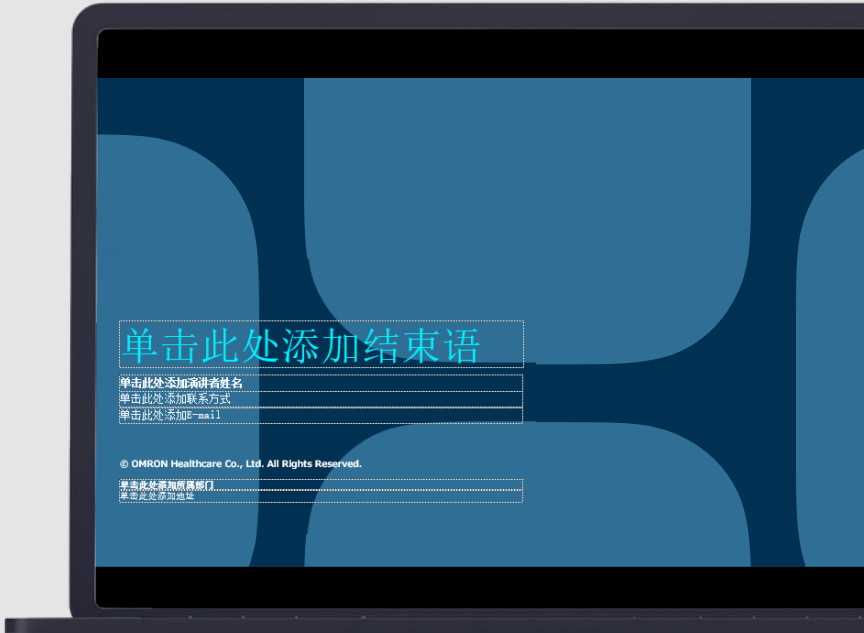 单击此处添加结束语
单击此处添加演讲者姓名
单击此处添加联系方式
单击此处添加E-mail
© OMRON Healthcare Co., Ltd. All Rights Reserved.
单击此处添加所属部门
单击此处添加地址